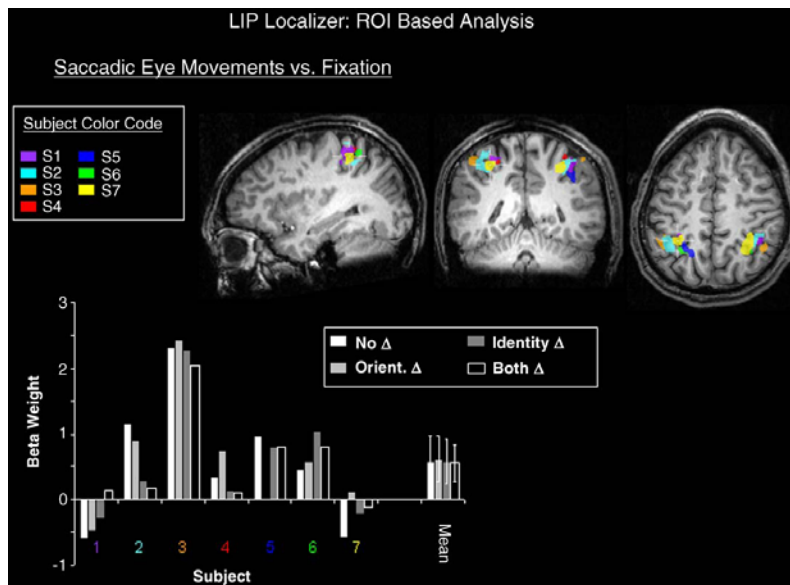 LIP Localizer: ROI Based Analysis
Saccadic Eye Movements vs. Fixation
Subject Color Code
S1 S5
S2 S6
S3 S7
S4
3
2
1
0
-1
Beta Weight
No Δ Identity Δ
Orient. Δ Both Δ
1 2 3 4 5 6 7 Mean
Subject